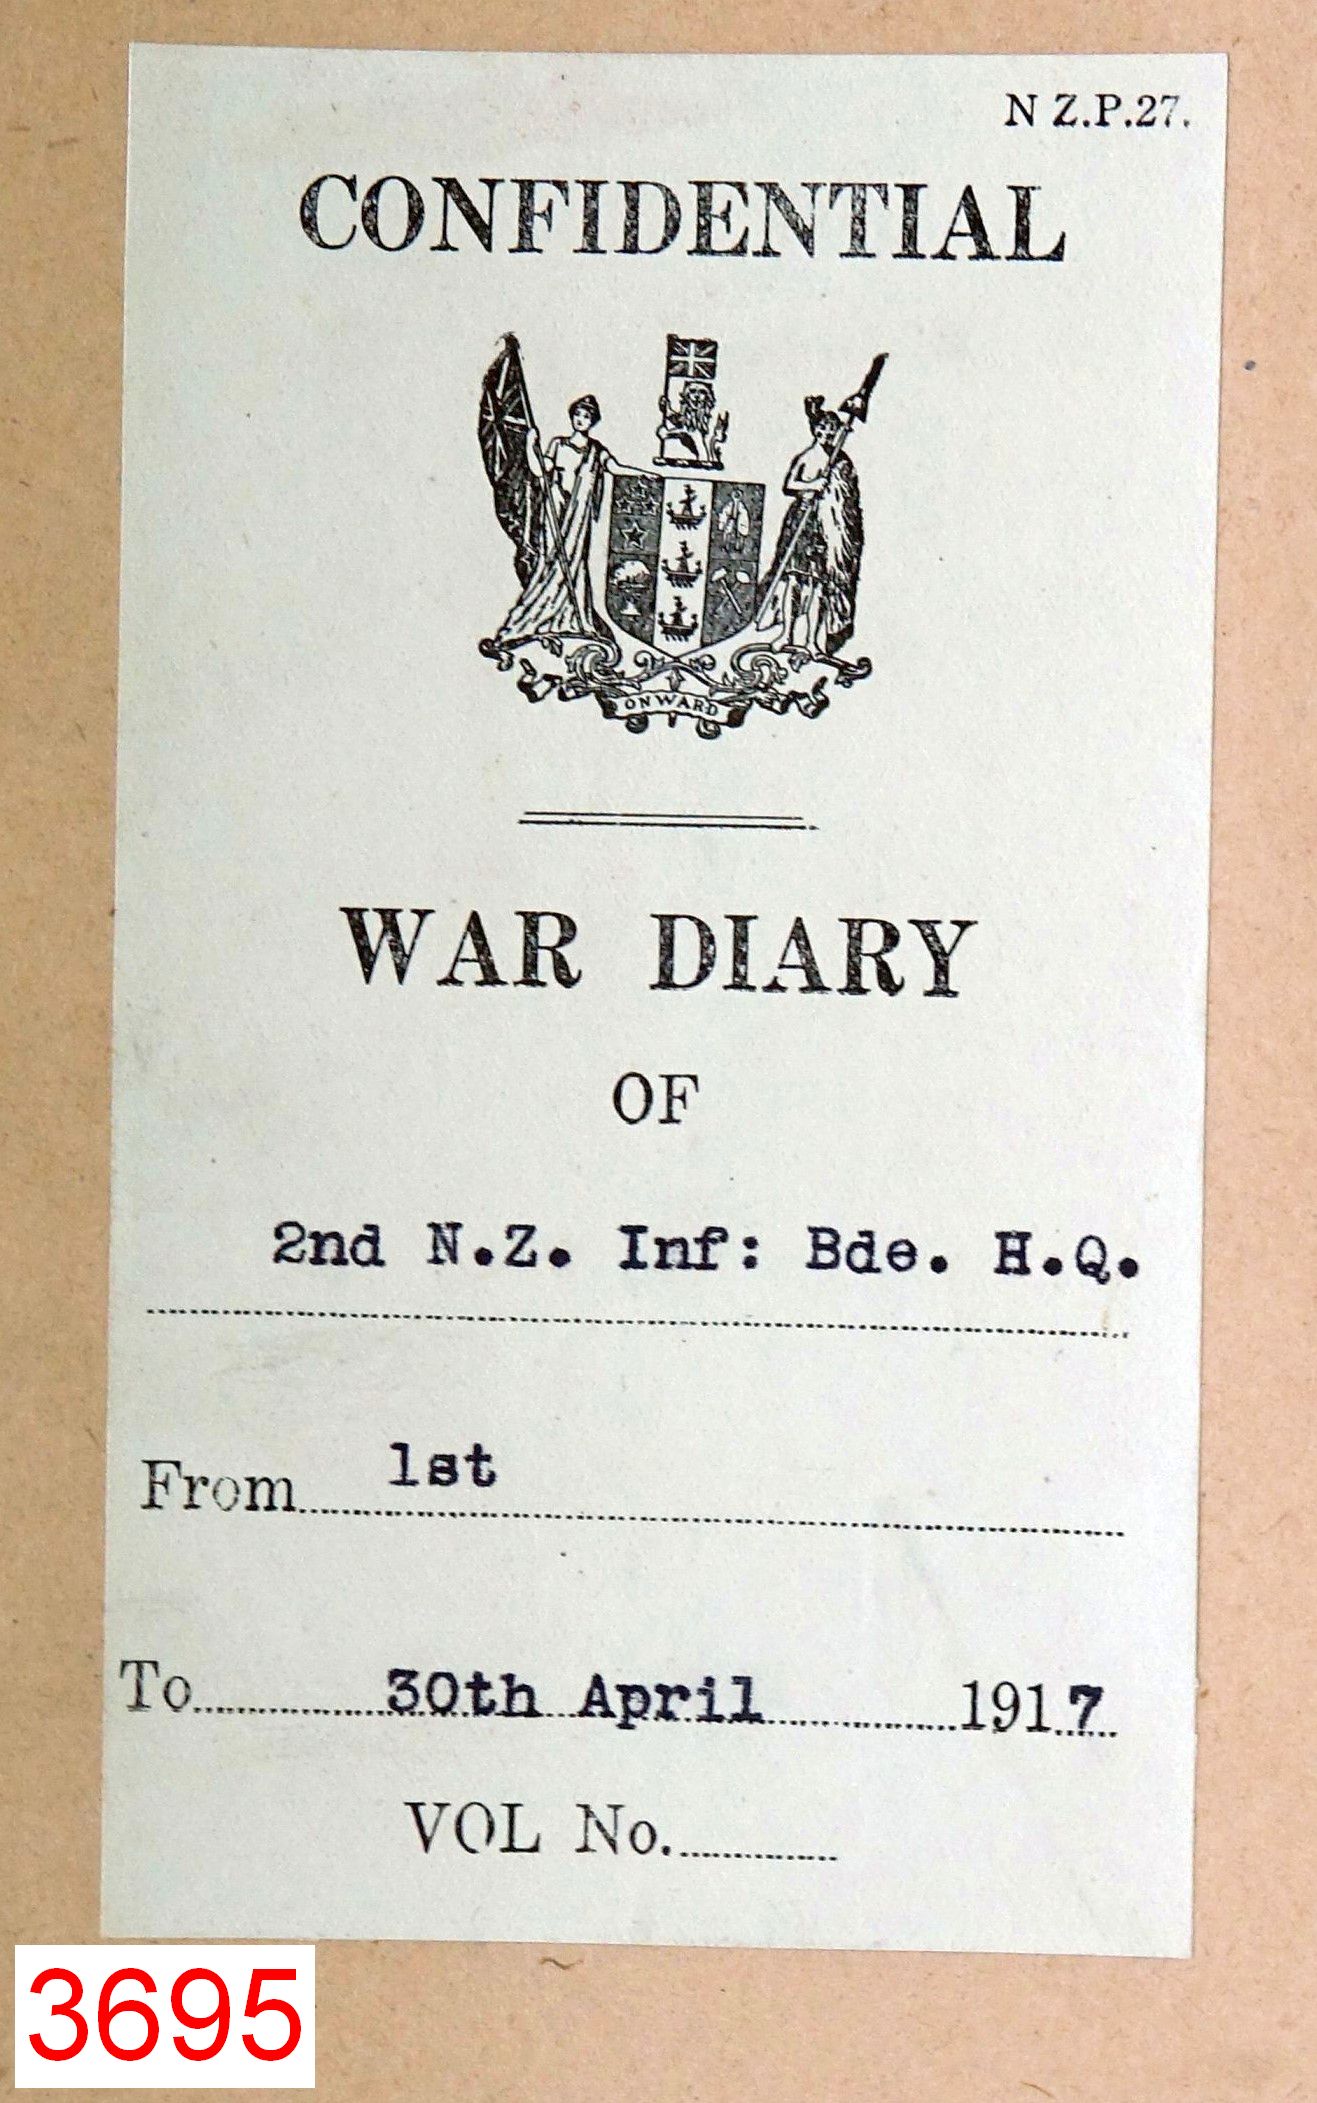 N Z.P.27.
CONFIDENTIAL
ONWARD
WAR DIARY
OF
2nd N.Z. Inf: Bde. H.Q.
From 1st
To 30th April 1917
VOL No.
3695